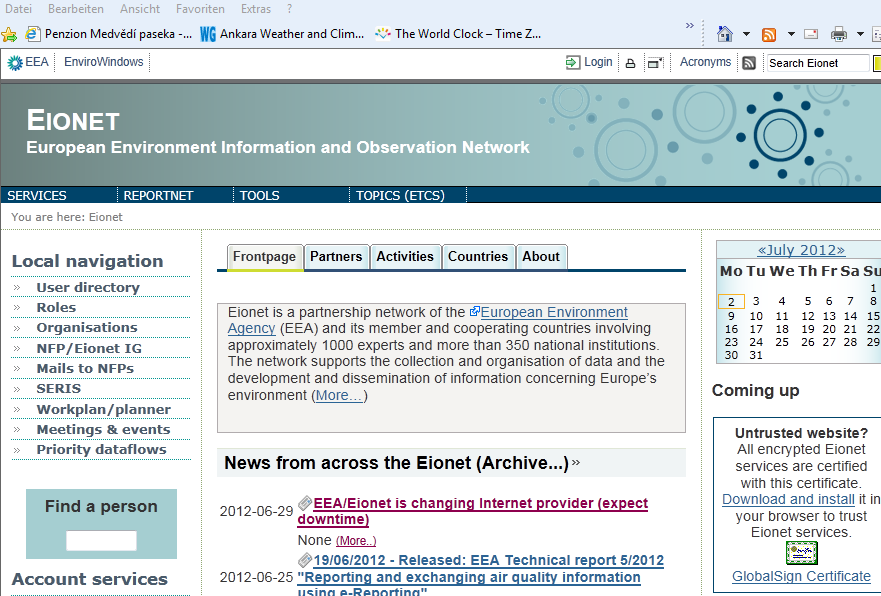 Datei Bearbeiten Ansicht Favoriten Extras ?
Penzion Medvědí paseka -... Ankara Weather and Clim... The World Clock – Time Z... »
EEA EnviroWindows Login Acronyms Search Eionet
EIONET
European Environment Information and Observation Network
SERVICES REPORTNET TOOLS TOPICS (ETCS)
You are here: Eionet
Local navigation
» User directory
» Roles
» Organisations
» NFP/Eionet IG
» Mails to NFPs
» SERIS
» Workplan/planner
» Meetings & events
» Priority dataflows
Find a person
Account services
Frontpage Partners Activities Countries About
Eionet is a partnership network of the European Environment
Agency (EEA) and its member and cooperating countries involving
approximately 1000 experts and more than 350 national institutions.
The network supports the collection and organisation of data and the
development and dissemination of information concerning Europe's
environment (More...)
News from across the Eionet (Archive...) »
2012-06-29 EEA/Eionet is changing Internet provider (expect
downtime)
None (More..)
2012-06-25 19/06/2012 - Released: EEA Technical report 5/2012
"Reporting and exchanging air quality information
using e-Reporting"
«July 2012»
Mo Tu We Th Fr Sa Su
1
2 3 4 5 6 7 8
9 10 11 12 13 14 15
16 17 18 19 20 21 22
23 24 25 26 27 28 29
30 31
Coming up
Untrusted website?
All encrypted Eionet
services are certified
with this certificate.
Download and install it in
your browser to trust
Eionet services.
GlobalSign Certificate